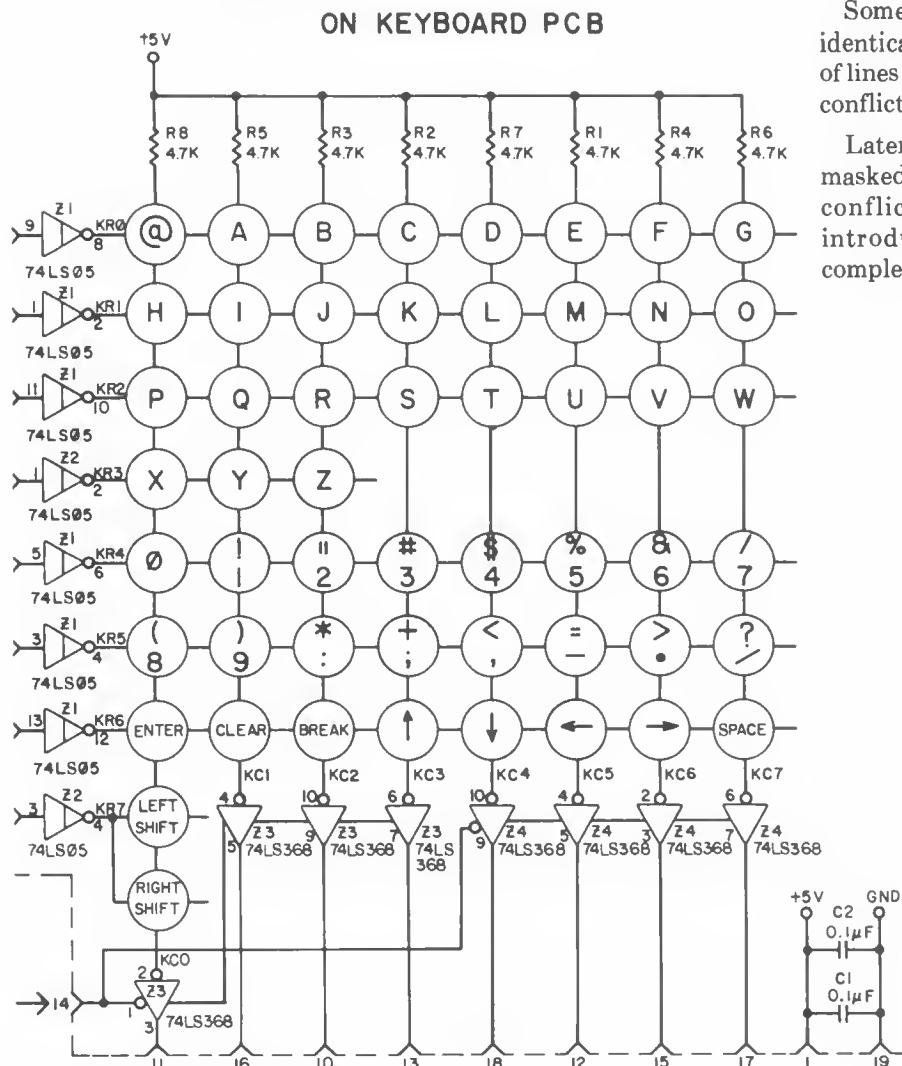 ON KEYBOARD PCB
+5V
R8 R5 R3 R2 R7 R1 R4 R6
4.7K 4.7K 4.7K 4.7K 4.7K 4.7K 4.7K 4.7K
Some
identica
of lines
conflict
Later
masked
conflic
introdu
comple
9 Z1 KR0 8 @ A B C D E F G
74LS05
1 Z1 KR1 2 H I J K L M N O
74LS05
11 Z1 KR2 10 P Q R S T U V W
74LS05
1 Z2 KR3 2 X Y Z
74LS05
! " # $ % & /
5 Z1 KR4 6 0 1 2 3 4 5 6 7
74LS05
( ) * + < = > ?
3 Z1 KR5 4 8 9 : ; , - . /
74LS05
13 Z1 KR6 12 ENTER CLEAR BREAK ↑ ↓ ← → SPACE
74LS05
KC1 KC2 KC3 KC4 KC5 KC6 KC7
3 Z2 KR7 4 LEFT SHIFT 4 10 6 10 4 2 6
74LS05
Z3 Z3 Z3 Z4 Z4 Z4 Z4
5 9 7 9 5 3 7
74LS368 74LS368 74LS 368 74LS368 74LS368 74LS368 74LS368
RIGHT SHIFT
KC0
2
14 1 Z3 74LS368
3
+5V GND
C2
0.1µF
C1
0.1µF
11 16 10 13 18 12 15 17 1 19